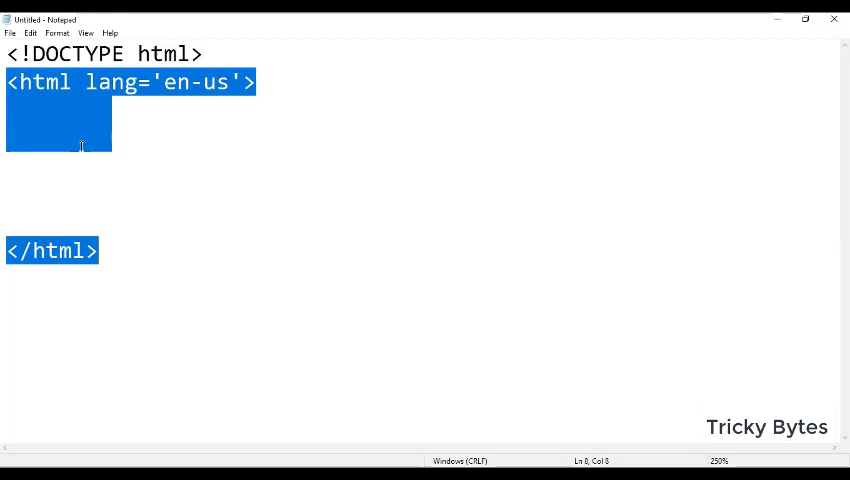 Untitled - Notepad
File Edit Format View Help
<!DOCTYPE html>
<html lang='en-us'>
</html>
Tricky Bytes
Windows (CRLF) Ln 8, Col 8 250%